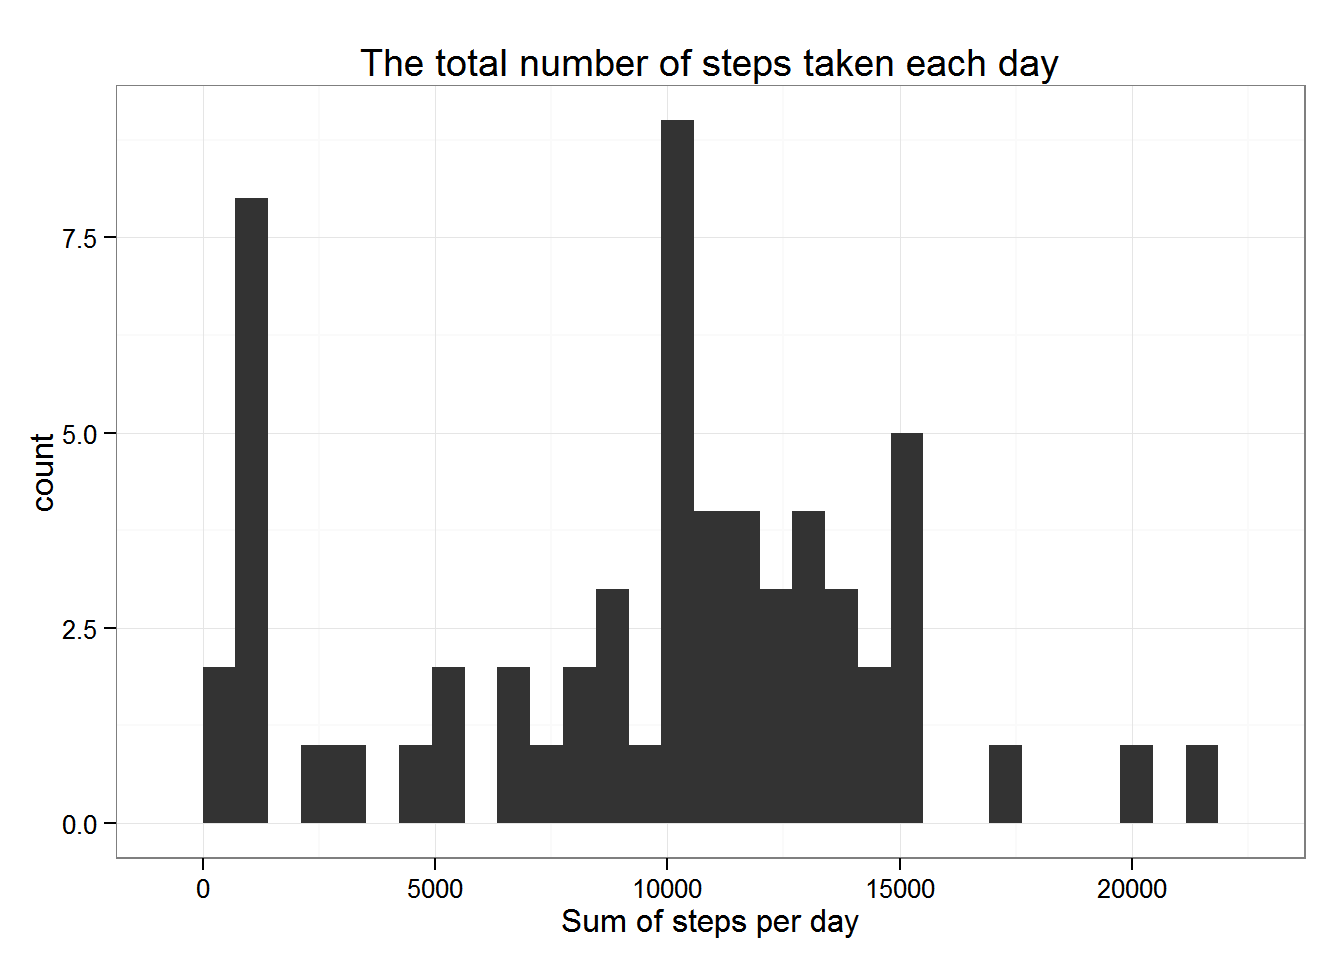 The total number of steps taken each day
7.5
5.0
2.5
0.0
count
0 5000 10000 15000 20000
Sum of steps per day